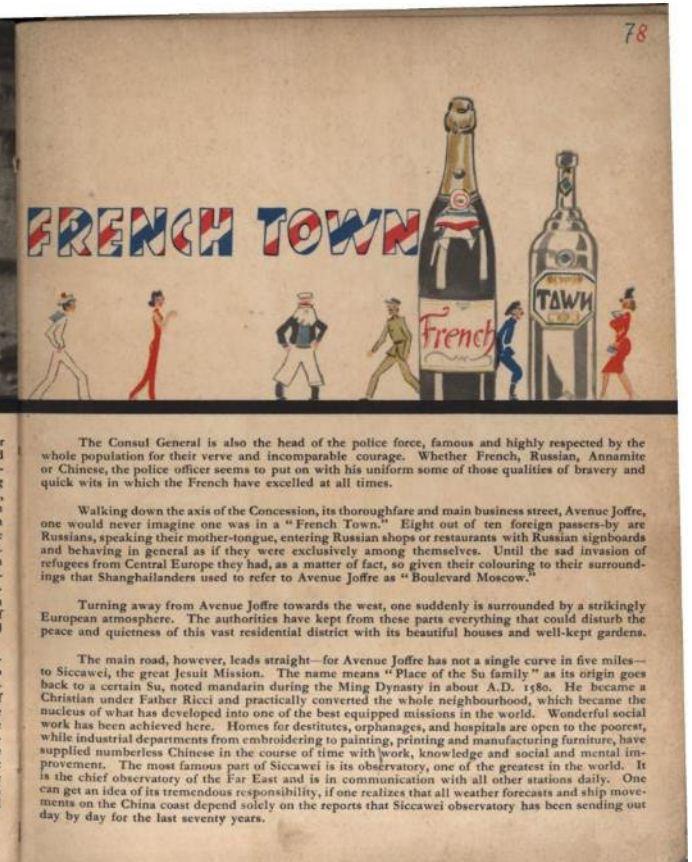 78
FRENCH TOWN
French
TOWN
The Consul General is also the head of the police force, famous and highly respected by the
whole population for their verve and incomparable courage. Whether French, Russian, Annamite
or Chinese, the police officer seems to put on with his uniform some of those qualities of bravery and
quick wits in which the French have excelled at all times.
Walking down the axis of the Concession, its thoroughfare and main business street, Avenue Joffre,
one would never imagine one was in a “French Town.” Eight out of ten foreign passers-by are
Russians, speaking their mother-tongue, entering Russian shops or restaurants with Russian signboards
and behaving in general as if they were exclusively among themselves. Until the sad invasion of
refugees from Central Europe they had, as a matter of fact, so given their colouring to their surround-
ings that Shanghailanders used to refer to Avenue Joffre as “Boulevard Moscow.”
Turning away from Avenue Joffre towards the west, one suddenly is surrounded by a strikingly
European atmosphere. The authorities have kept from these parts everything that could disturb the
peace and quietness of this vast residential district with its beautiful houses and well-kept gardens.
The main road, however, leads straight—for Avenue Joffre has not a single curve in five miles—
to Siccawei, the great Jesuit Mission. The name means “Place of the Su family” as its origin goes
back to a certain Su, noted mandarin during the Ming Dynasty in about A.D. 1580. He became a
Christian under Father Ricci and practically converted the whole neighbourhood, which became the
nucleus of what has developed into one of the best equipped missions in the world. Wonderful social
work has been achieved here. Homes for destitutes, orphanages, and hospitals are open to the poorest,
while industrial departments from embroidering to painting, printing and manufacturing furniture, have
supplied numberless Chinese in the course of time with work, knowledge and social and mental im-
provement. The most famous part of Siccawei is its observatory, one of the greatest in the world. It
is the chief observatory of the Far East and is in communication with all other stations daily. One
can get an idea of its tremendous responsibility, if one realizes that all weather forecasts and ship move-
ments on the China coast depend solely on the reports that Siccawei observatory has been sending out
day by day for the last seventy years.